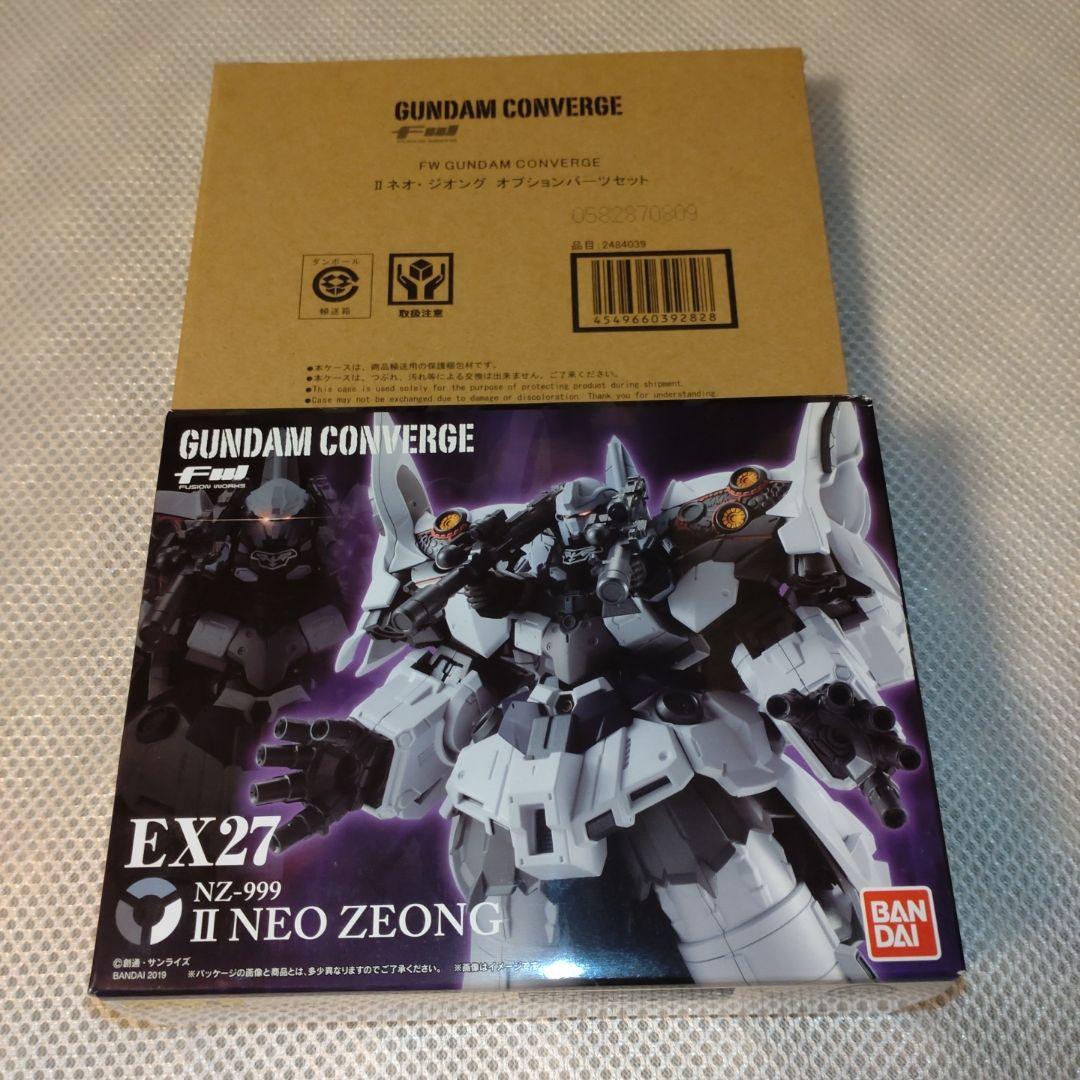 GUNDAM CONVERGE
FW
FUSION WORKS
FW GUNDAM CONVERGE
Ⅱネオ・ジオング オプションパーツセット
0582870809
品目:2484039
ダンボール
輸送箱
取扱注意
4549660392828
●本ケースは、商品輸送用の保護梱包材です。
●本ケースは、つぶれ、汚れ等による交換は出来ません。ご了承ください。
●This case is used solely for the purpose of protecting product during shipment.
●Case may not be exchanged due to damage or discoloration. Thank you for understanding.
GUNDAM CONVERGE
FW
FUSION WORKS
EX27
NZ-999
Ⅱ NEO ZEONG
BAN
DAI
©創通・サンライズ
BANDAI 2019 ※パッケージの画像と商品とは、多少異なりますのでご了承ください。 ※画像はイメージです。